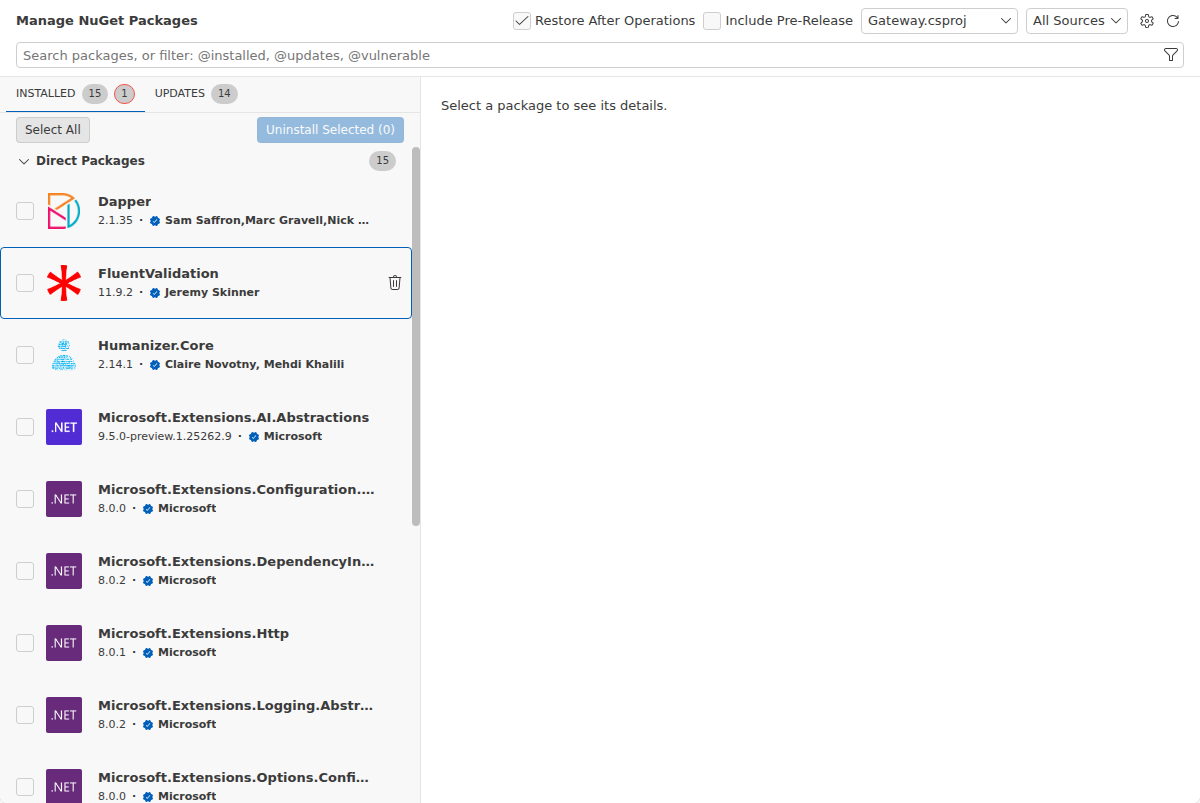 Manage NuGet Packages
Restore After Operations
Include Pre-Release
Gateway.csproj
All Sources
Search packages, or filter: @installed, @updates, @vulnerable
INSTALLED 15 1 UPDATES 14
Select All
Uninstall Selected (0)
Select a package to see its details.
Direct Packages 15
Dapper
2.1.35 · Sam Saffron,Marc Gravell,Nick ...
FluentValidation
11.9.2 · Jeremy Skinner
Humanizer.Core
2.14.1 · Claire Novotny, Mehdi Khalili
.NET
Microsoft.Extensions.AI.Abstractions
9.5.0-preview.1.25262.9 · Microsoft
.NET
Microsoft.Extensions.Configuration....
8.0.0 · Microsoft
.NET
Microsoft.Extensions.DependencyIn...
8.0.2 · Microsoft
.NET
Microsoft.Extensions.Http
8.0.1 · Microsoft
.NET
Microsoft.Extensions.Logging.Abstr...
8.0.2 · Microsoft
.NET
Microsoft.Extensions.Options.Confi...
8.0.0 · Microsoft